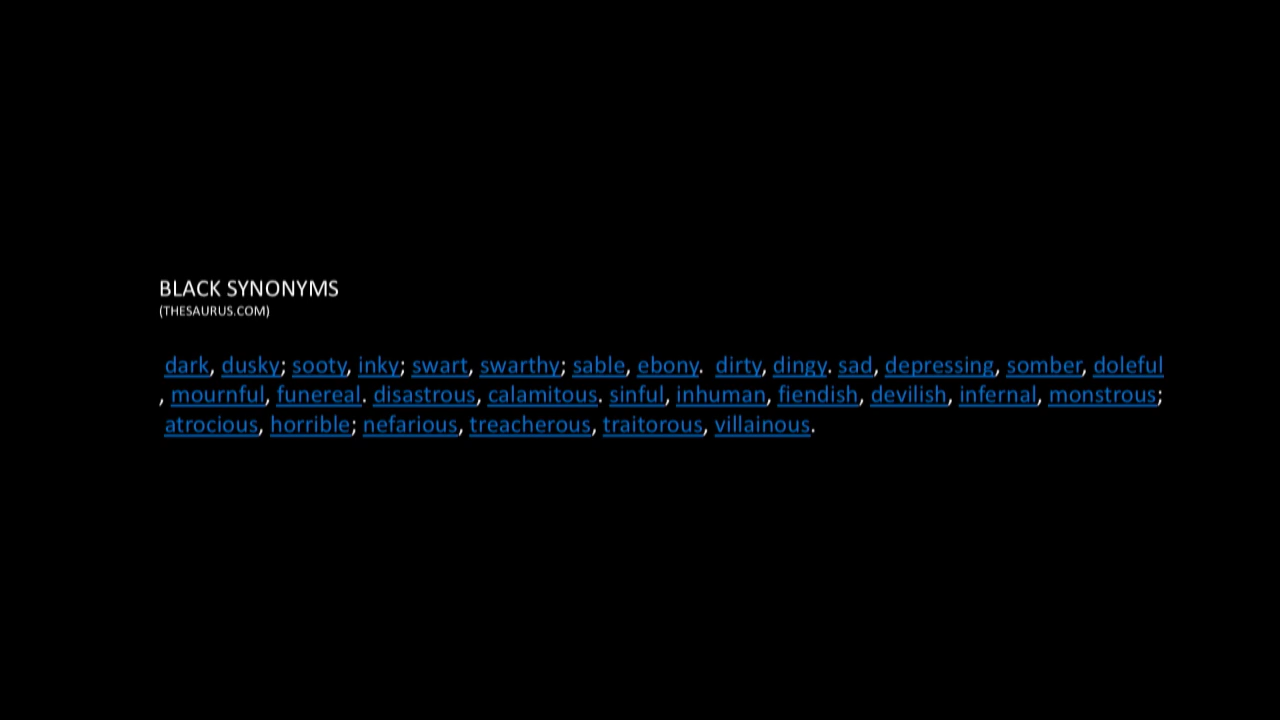 BLACK SYNONYMS
(THESAURUS.COM)
dark, dusky; sooty, inky; swart, swarthy; sable, ebony. dirty, dingy. sad, depressing, somber, doleful
, mournful, funereal. disastrous, calamitous. sinful, inhuman, fiendish, devilish, infernal, monstrous;
atrocious, horrible; nefarious, treacherous, traitorous, villainous.